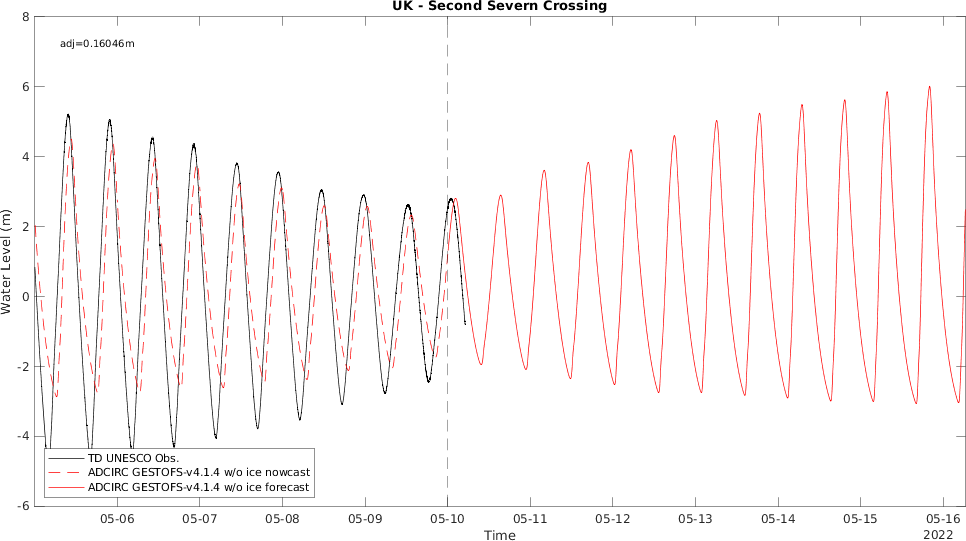 UK - Second Severn Crossing
adj=0.16046m
Water Level (m)
8
6
4
2
0
-2
-4
-6
TD UNESCO Obs.
ADCIRC GESTOFS-v4.1.4 w/o ice nowcast
ADCIRC GESTOFS-v4.1.4 w/o ice forecast
05-06 05-07 05-08 05-09 05-10 05-11 05-12 05-13 05-14 05-15 05-16
Time
2022